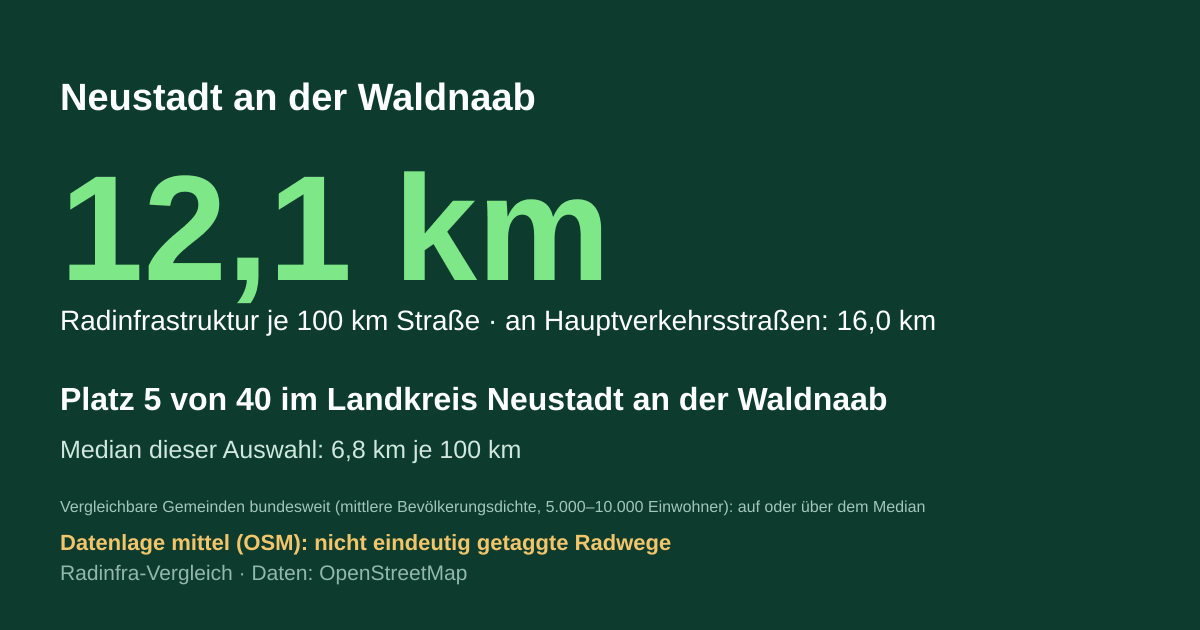 Neustadt an der Waldnaab
12,1 km
Radinfrastruktur je 100 km Straße · an Hauptverkehrsstraßen: 16,0 km
Platz 5 von 40 im Landkreis Neustadt an der Waldnaab
Median dieser Auswahl: 6,8 km je 100 km
Vergleichbare Gemeinden bundesweit (mittlere Bevölkerungsdichte, 5.000–10.000 Einwohner): auf oder über dem Median
Datenlage mittel (OSM): nicht eindeutig getaggte Radwege
Radinfra-Vergleich · Daten: OpenStreetMap